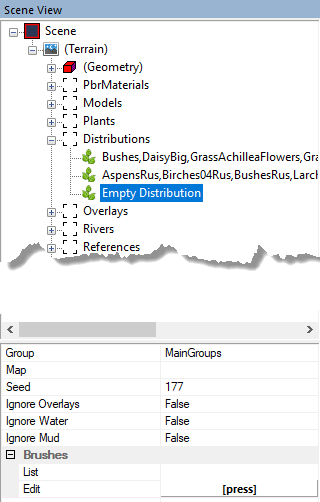 Scene View
Scene
(Terrain)
(Geometry)
PbrMaterials
Models
Plants
Distributions
Bushes,DaisyBig,GrassAchilleaFlowers,Gra
AspensRus,Birches04Rus,BushesRus,Larch
Empty Distribution
Overlays
Rivers
References
Group MainGroups
Map
Seed 177
Ignore Overlays False
Ignore Water False
Ignore Mud False
Brushes
List
Edit [press]